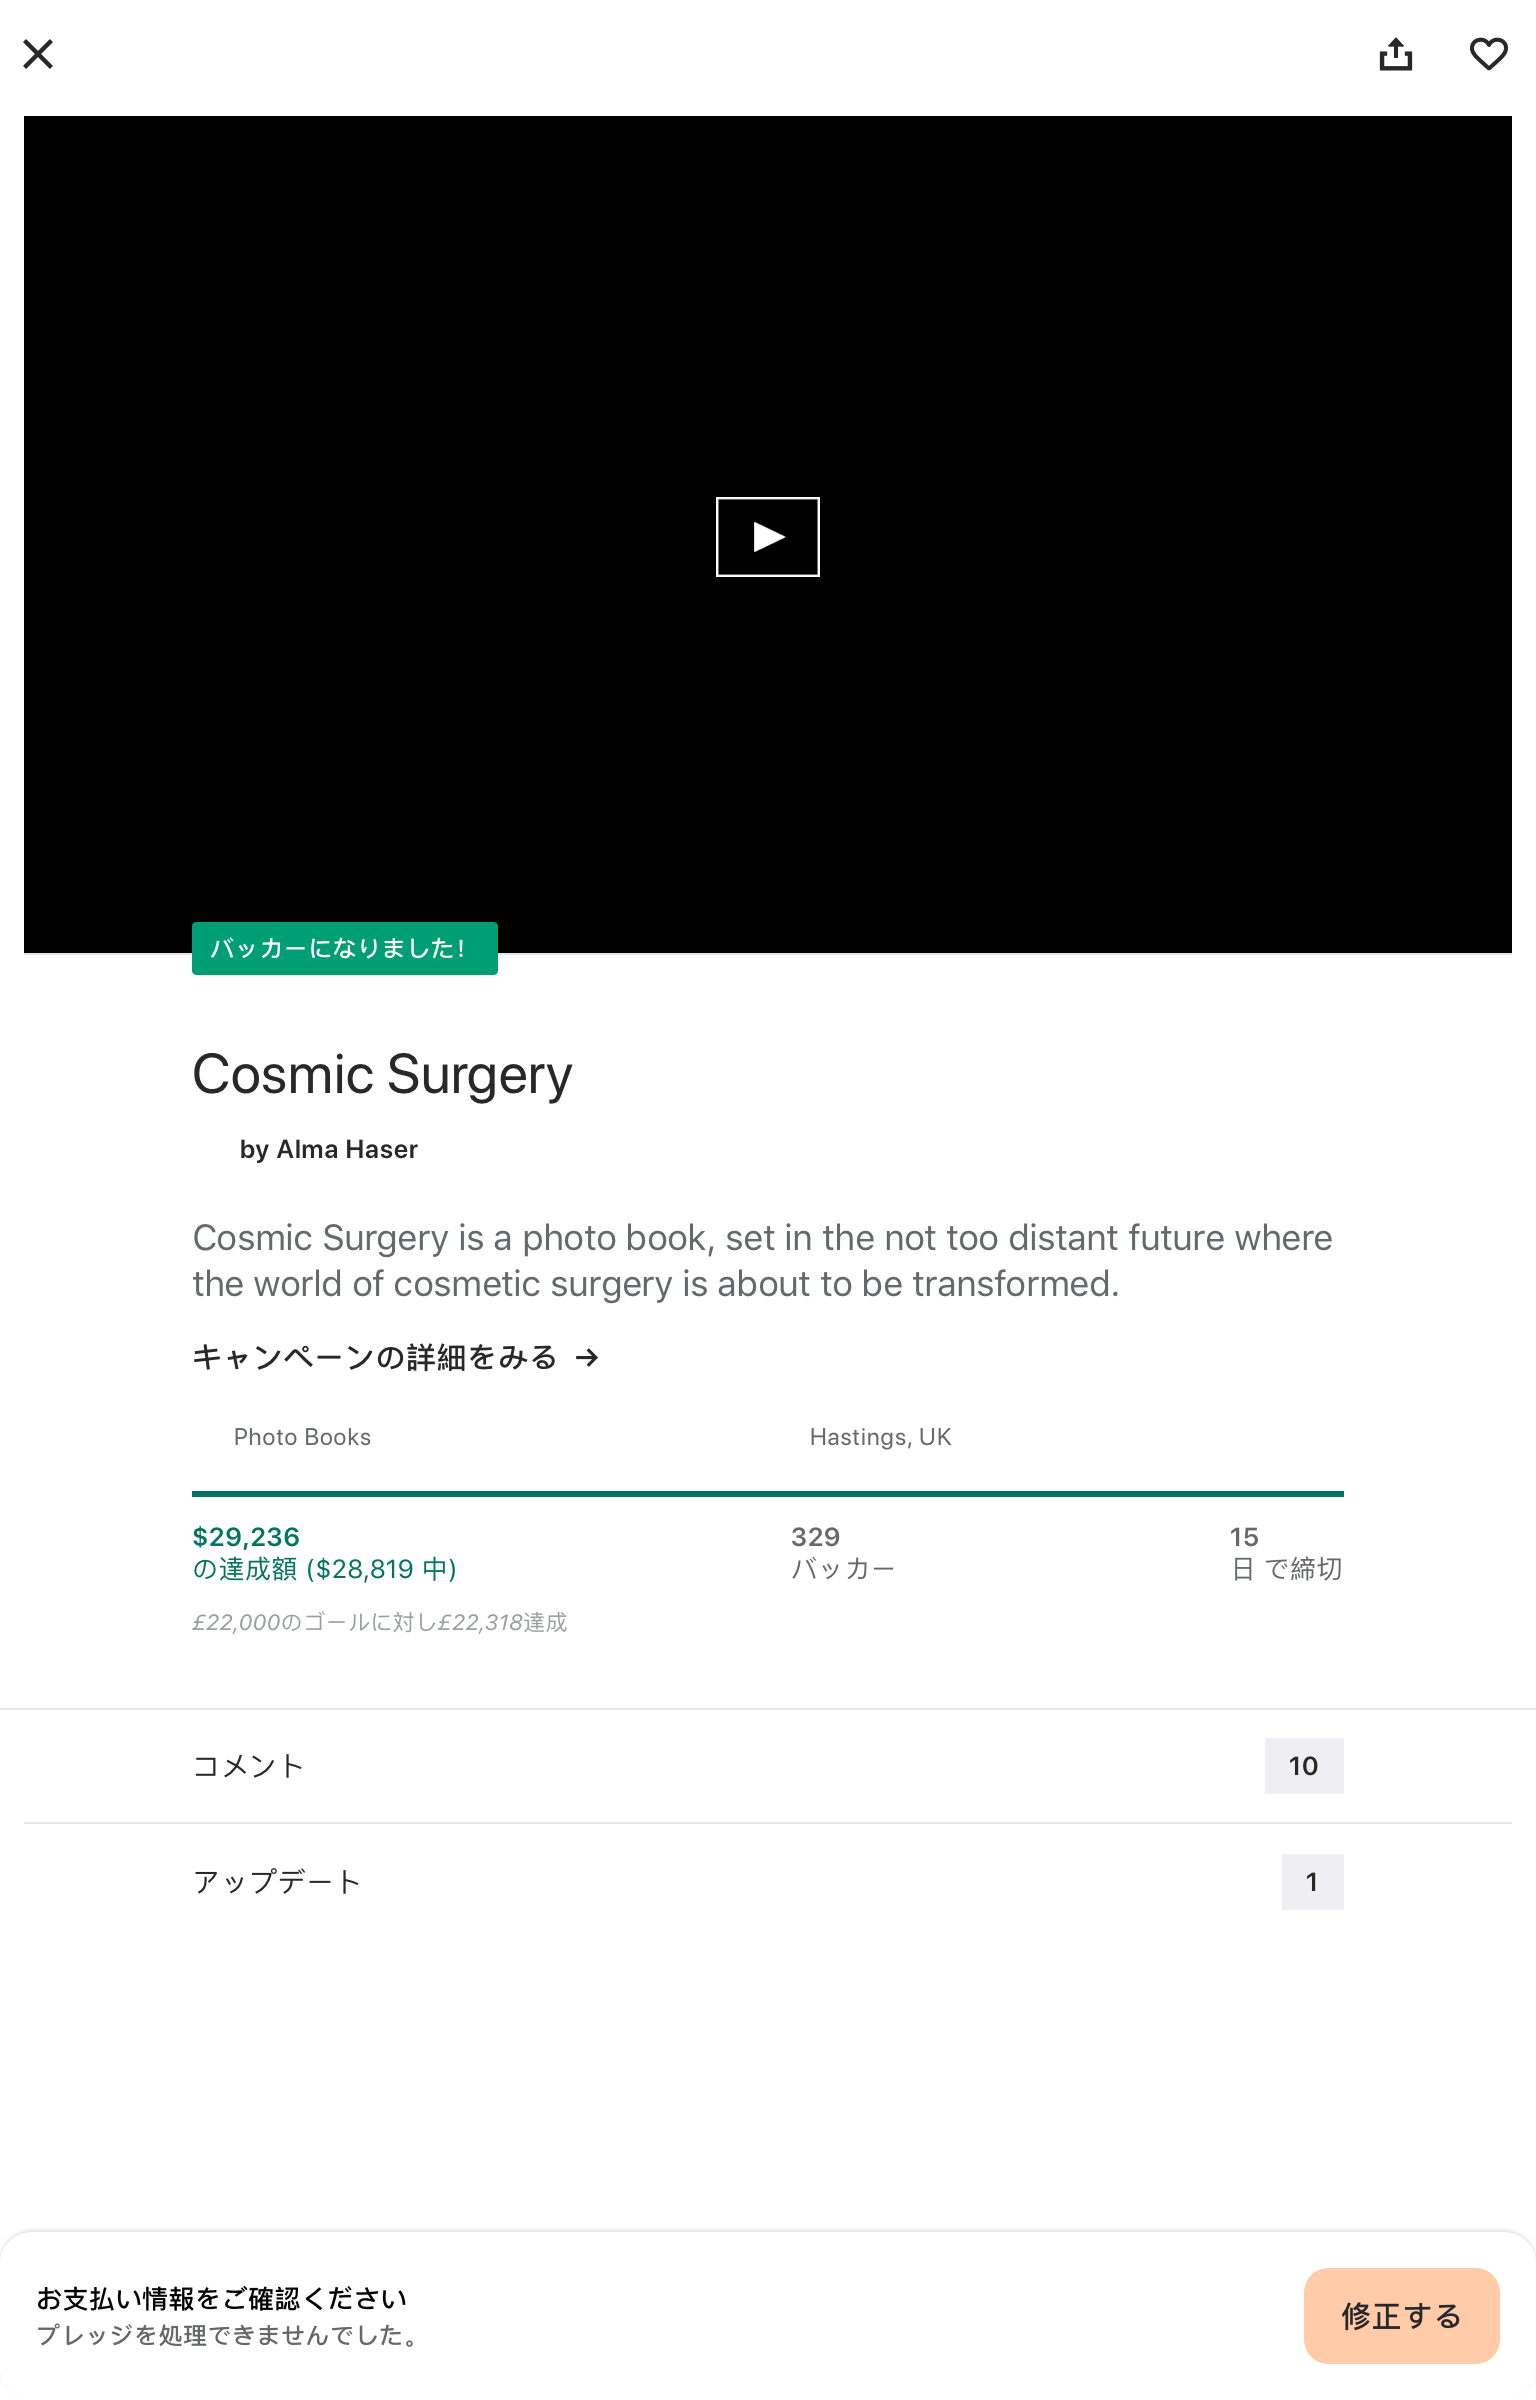 バッカーになりました！
Cosmic Surgery
by Alma Haser
Cosmic Surgery is a photo book, set in the not too distant future where
the world of cosmetic surgery is about to be transformed.
キャンペーンの詳細をみる →
Photo Books
Hastings, UK
$29,236
の達成額 ($28,819 中)
329
バッカー
15
日 で締切
£22,000のゴールに対し£22,318達成
コメント
10
アップデート
1
お支払い情報をご確認ください
プレッジを処理できませんでした。
修正する